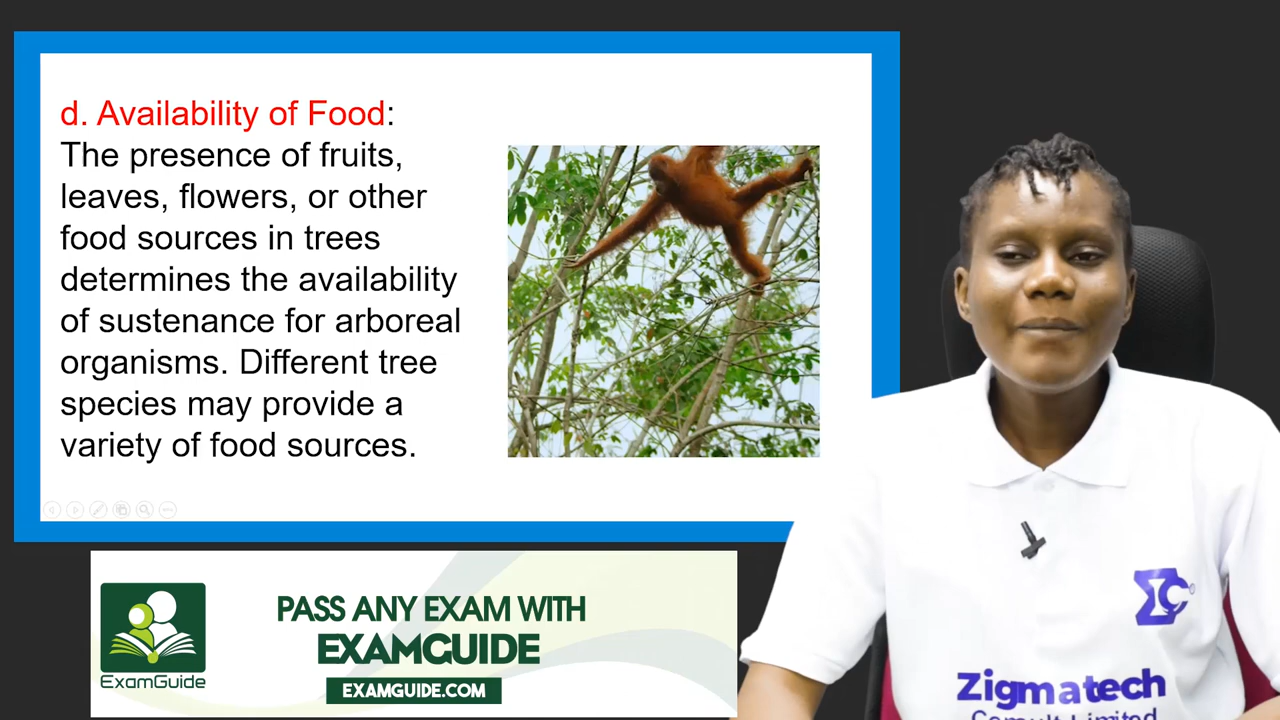 d. Availability of Food:
The presence of fruits,
leaves, flowers, or other
food sources in trees
determines the availability
of sustenance for arboreal
organisms. Different tree
species may provide a
variety of food sources.
ExamGuide
PASS ANY EXAM WITH
EXAMGUIDE
EXAMGUIDE.COM
Zigmatech
Consult Limited